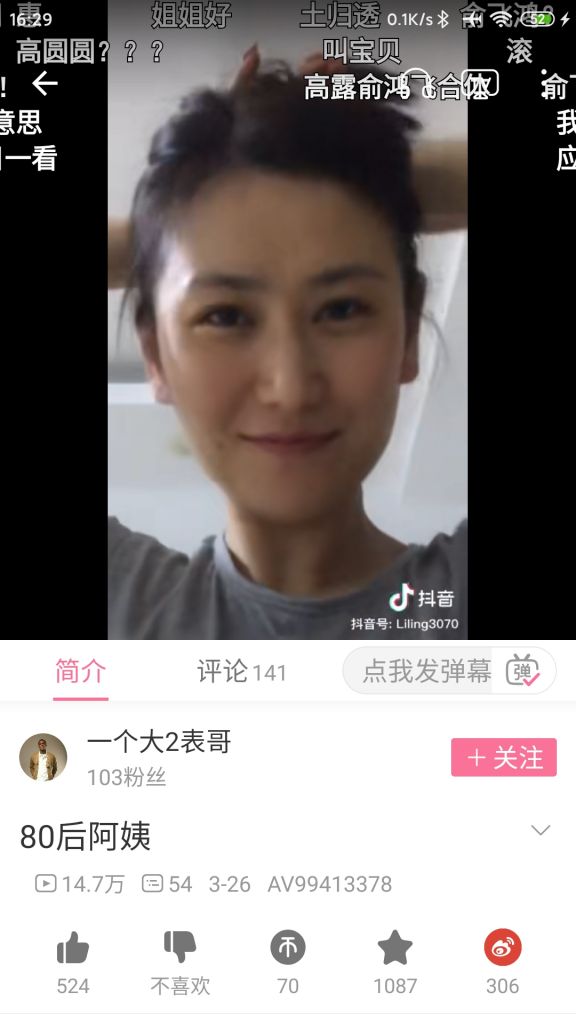 16:29
0.1K/s
52
姐姐好
土归透
俞飞鸿？
高圆圆？？？
叫宝贝
滚
高露俞鸿飞合体
意思
我
一看
应
抖音
抖音号: Liling3070
简介
评论 141
点我发弹幕
弹
一个大2表哥
103粉丝
+ 关注
80后阿姨
14.7万 54 3-26 AV99413378
524 不喜欢 70 1087 306